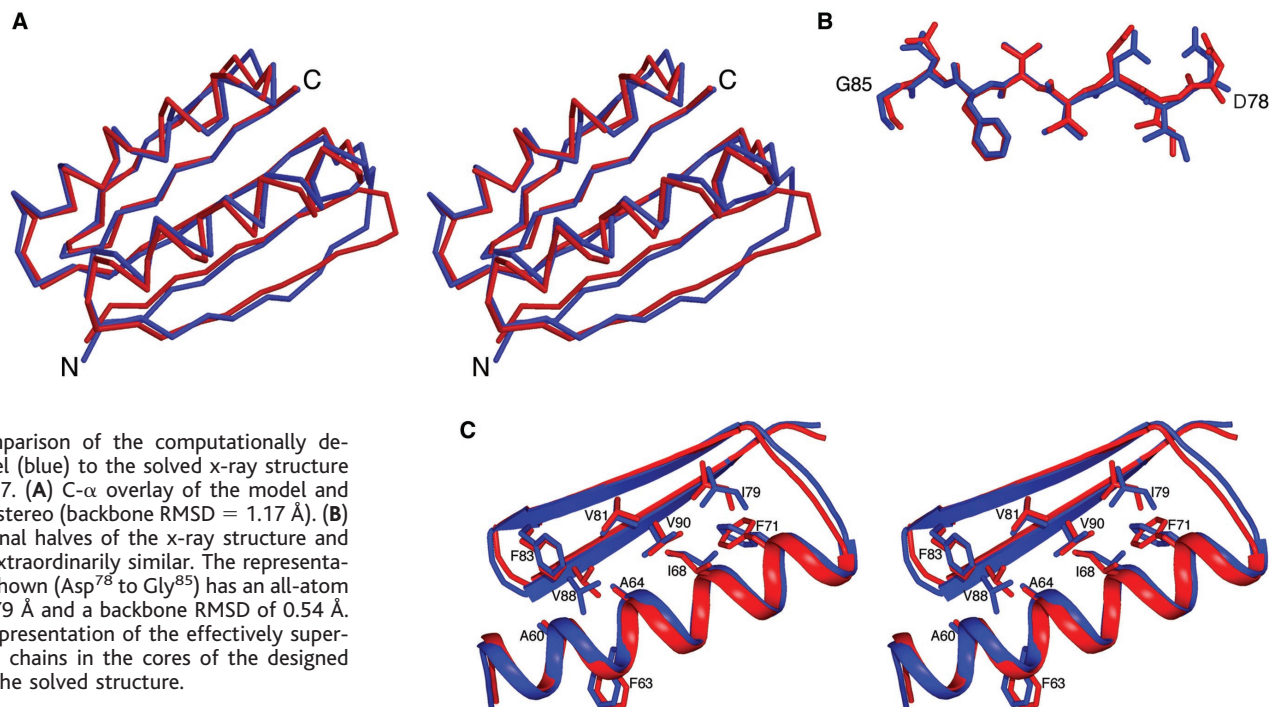 A
B
C
G85
D78
N
C
N
mparison of the computationally de-
el (blue) to the solved x-ray structure
7. (A) C-α overlay of the model and
stereo (backbone RMSD = 1.17 Å). (B)
nal halves of the x-ray structure and
xtraordinarily similar. The representa-
hown (Asp78 to Gly85) has an all-atom
79 Å and a backbone RMSD of 0.54 Å.
presentation of the effectively super-
chains in the cores of the designed
he solved structure.
C
I79
V81
V90
F71
F83
I68
V88
A64
A60
F63
I79
V81
V90
F71
F83
I68
V88
A64
A60
F63